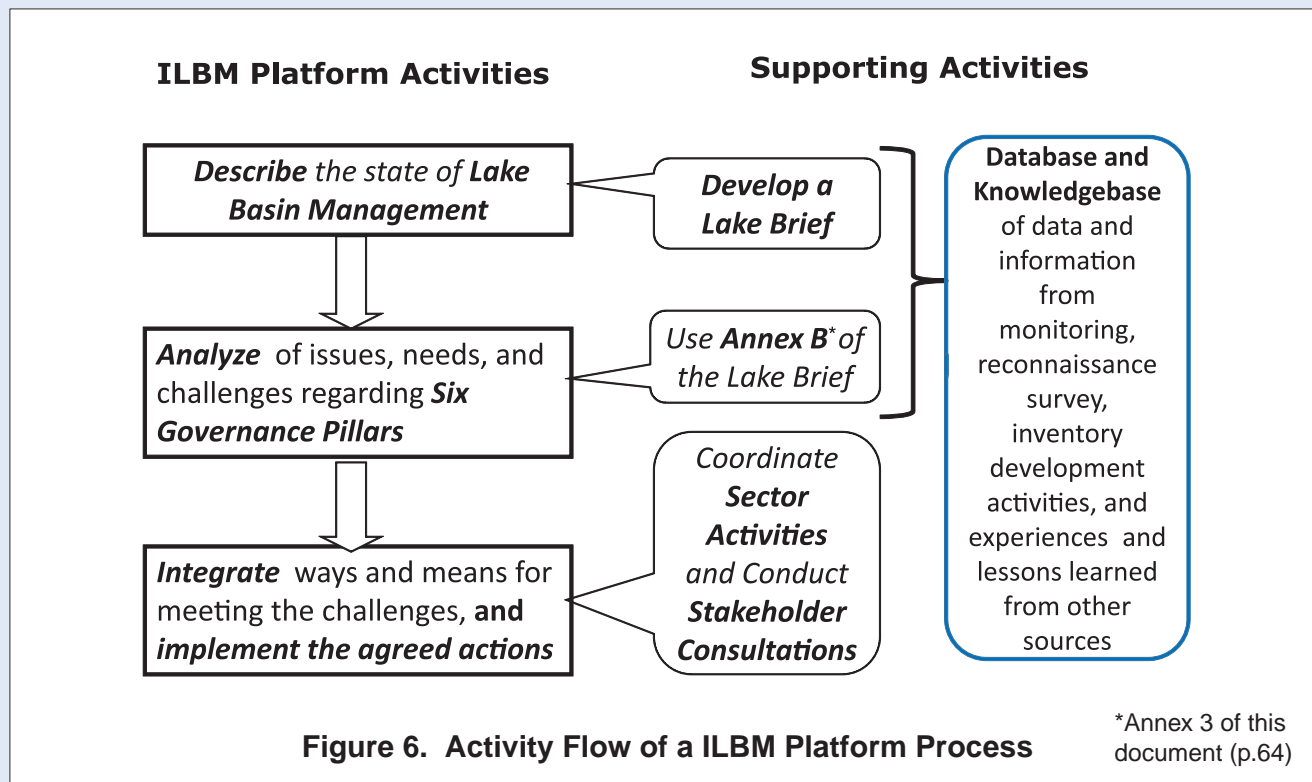 ILBM Platform Activities
Supporting Activities
Describe the state of Lake
Basin Management
Develop a
Lake Brief
Analyze of issues, needs, and
challenges regarding Six
Governance Pillars
Use Annex B* of
the Lake Brief
Integrate ways and means for
meeting the challenges, and
implement the agreed actions
Coordinate
Sector
Activities
and Conduct
Stakeholder
Consultations
Database and
Knowledgebase
of data and
information
from
monitoring,
reconnaissance
survey,
inventory
development
activities, and
experiences and
lessons learned
from other
sources
Figure 6. Activity Flow of a ILBM Platform Process
*Annex 3 of this
document (p.64)